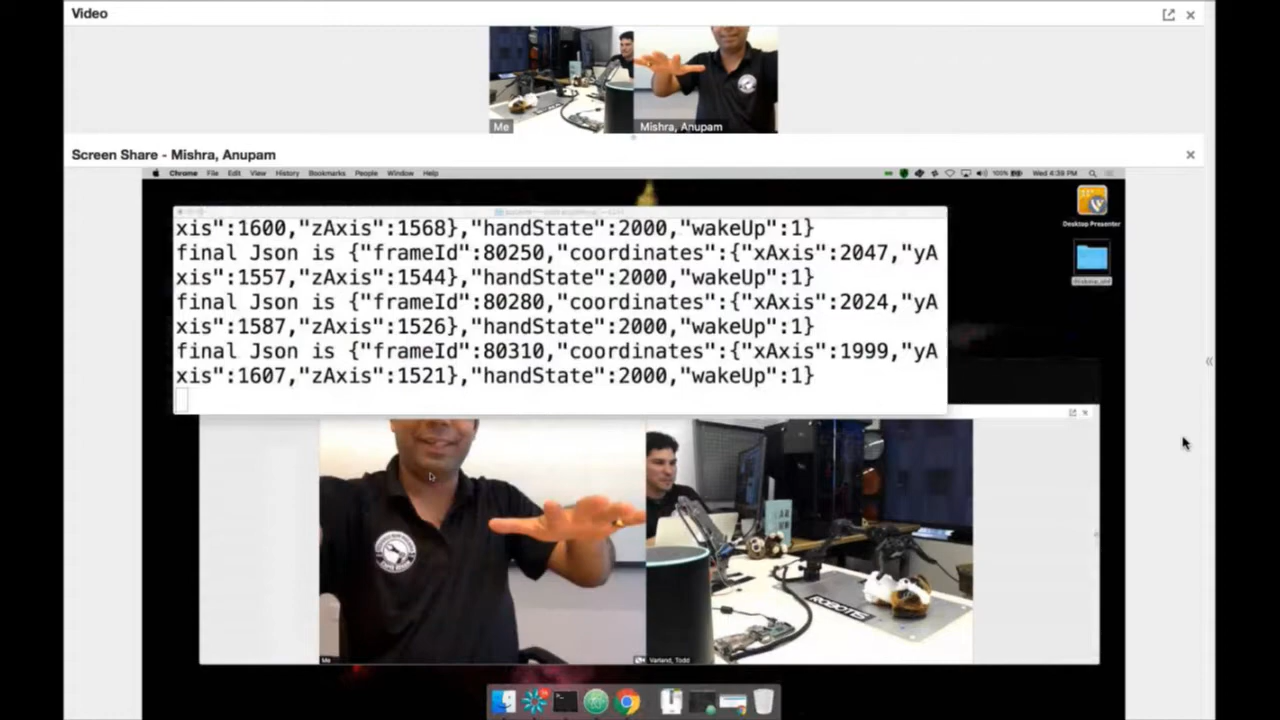 Video
Me
Mishra, Anupam
Screen Share - Mishra, Anupam
Chrome File Edit View History Bookmarks People Window Help
100% Wed 4:39 PM
Desktop Presenter
xis":1600,"zAxis":1568},"handState":2000,"wakeUp":1}
final Json is {"frameId":80250,"coordinates":{"xAxis":2047,"yA
xis":1557,"zAxis":1544},"handState":2000,"wakeUp":1}
final Json is {"frameId":80280,"coordinates":{"xAxis":2024,"yA
xis":1587,"zAxis":1526},"handState":2000,"wakeUp":1}
final Json is {"frameId":80310,"coordinates":{"xAxis":1999,"yA
xis":1607,"zAxis":1521},"handState":2000,"wakeUp":1}
ROBOTIS
Me
Varland, Todd